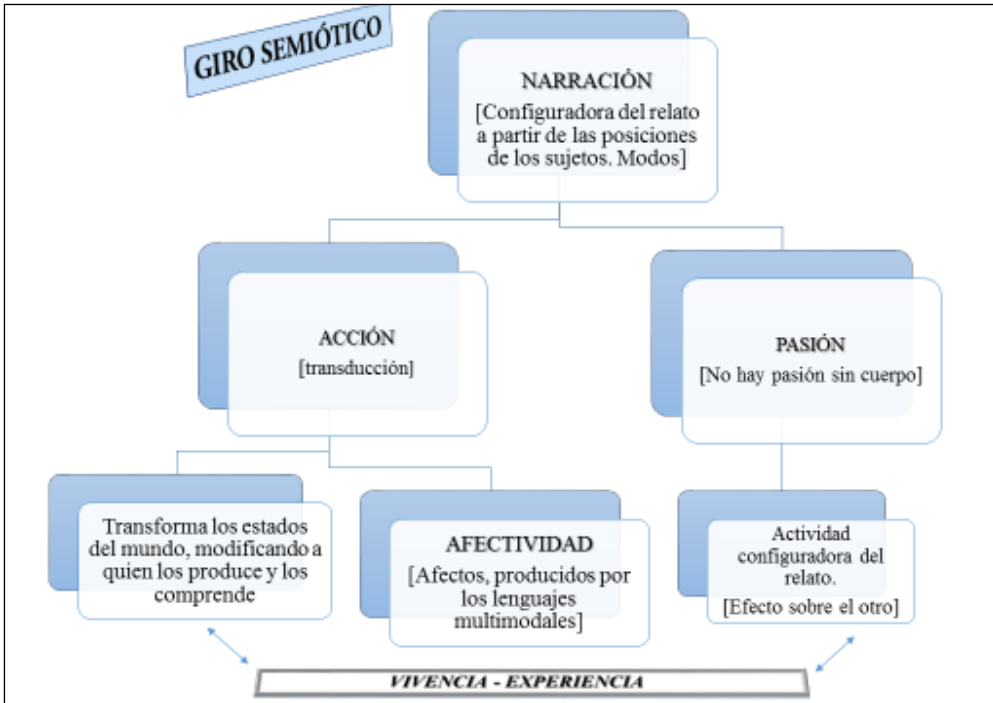 GIRO SEMIÓTICO
NARRACIÓN
[Configuradora del relato
a partir de las posiciones
de los sujetos. Modos]
ACCIÓN
[transducción]
PASIÓN
[No hay pasión sin cuerpo]
Transforma los estados
del mundo, modificando a
quien los produce y los
comprende
AFECTIVIDAD
[Afectos, producidos por
los lenguajes
multimodales]
Actividad
configuradora del
relato.
[Efecto sobre el otro]
VIVENCIA - EXPERIENCIA